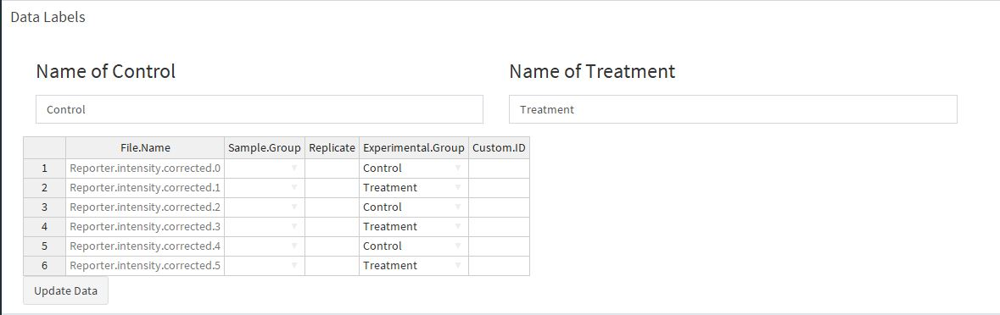 Data Labels
Name of Control Name of Treatment
Control Treatment
File.Name Sample.Group Replicate Experimental.Group Custom.ID
1 Reporter.intensity.corrected.0 Control
2 Reporter.intensity.corrected.1 Treatment
3 Reporter.intensity.corrected.2 Control
4 Reporter.intensity.corrected.3 Treatment
5 Reporter.intensity.corrected.4 Control
6 Reporter.intensity.corrected.5 Treatment
Update Data